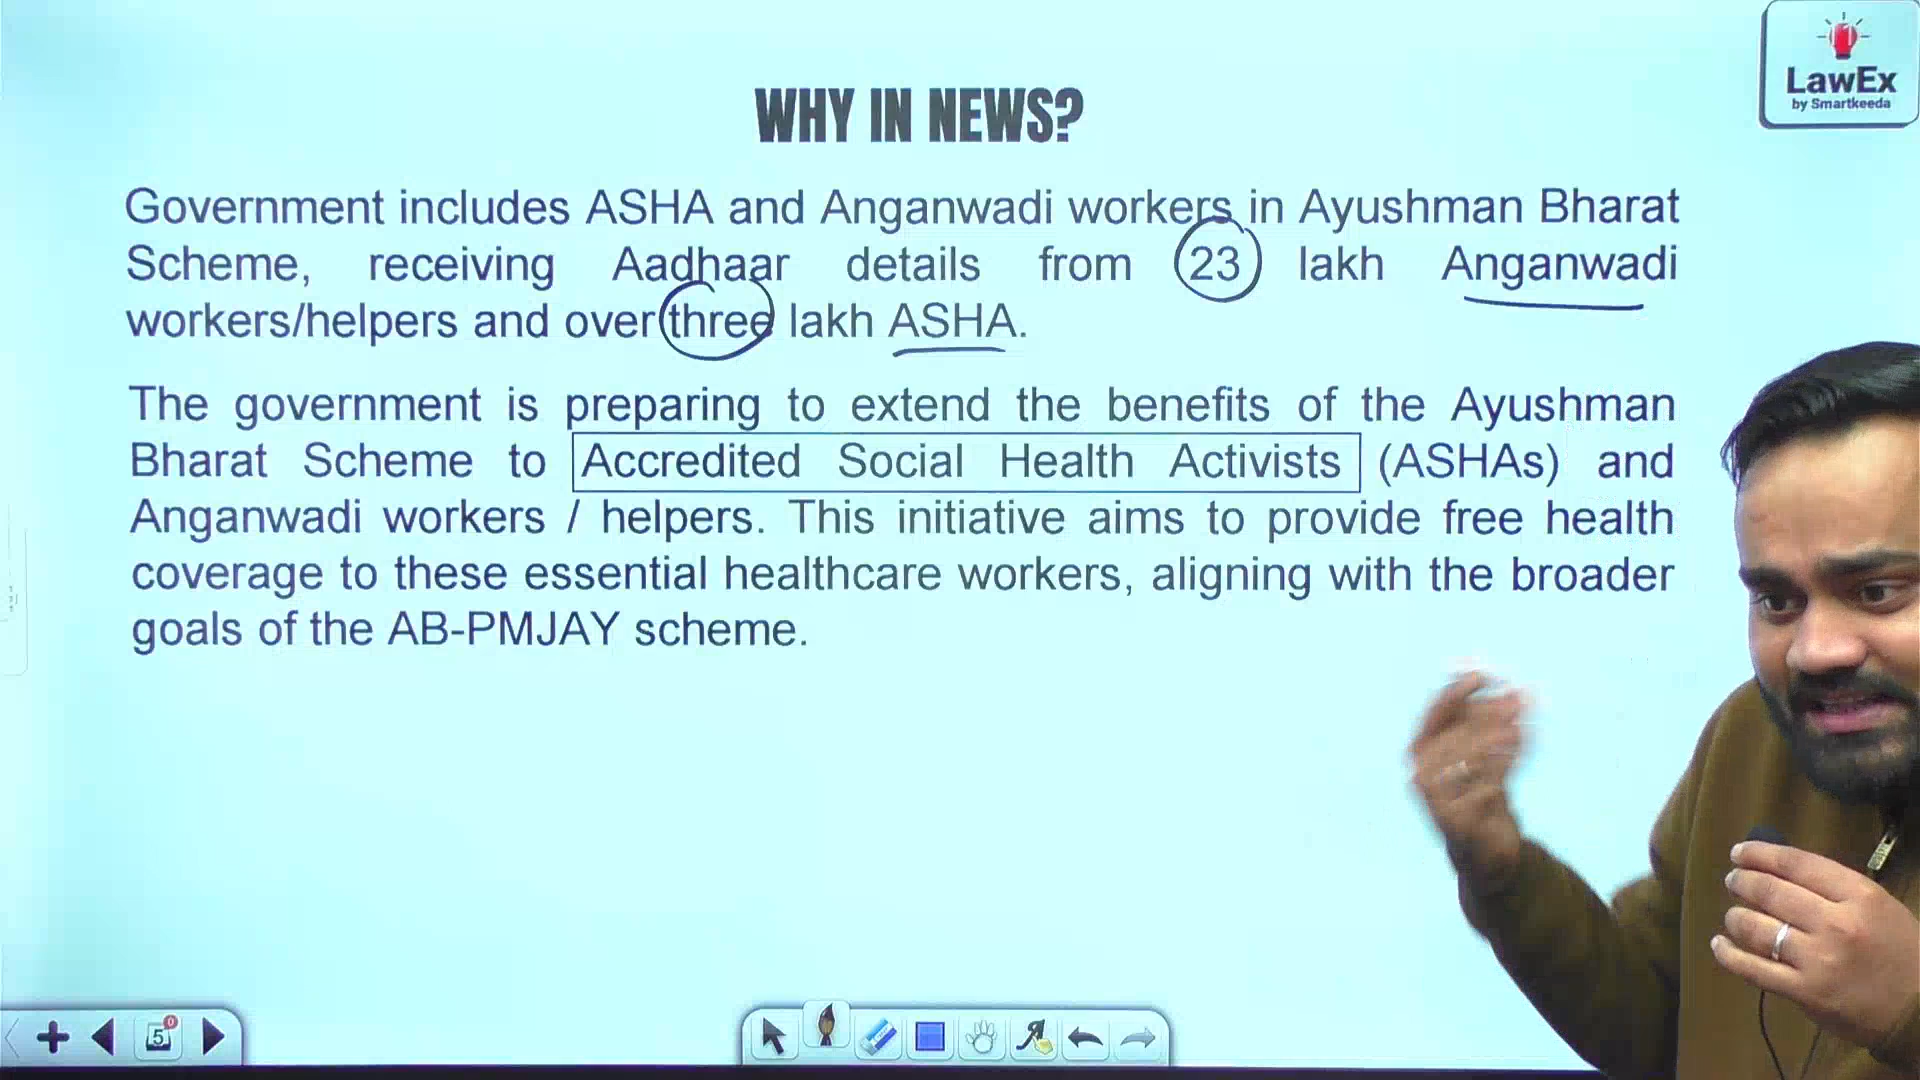 LawEx
by Smartkeeda
WHY IN NEWS?
Government includes ASHA and Anganwadi workers in Ayushman Bharat
Scheme, receiving Aadhaar details from 23 lakh Anganwadi
workers/helpers and over three lakh ASHA.
The government is preparing to extend the benefits of the Ayushman
Bharat Scheme to Accredited Social Health Activists (ASHAs) and
Anganwadi workers / helpers. This initiative aims to provide free health
coverage to these essential healthcare workers, aligning with the broader
goals of the AB-PMJAY scheme.
5
0